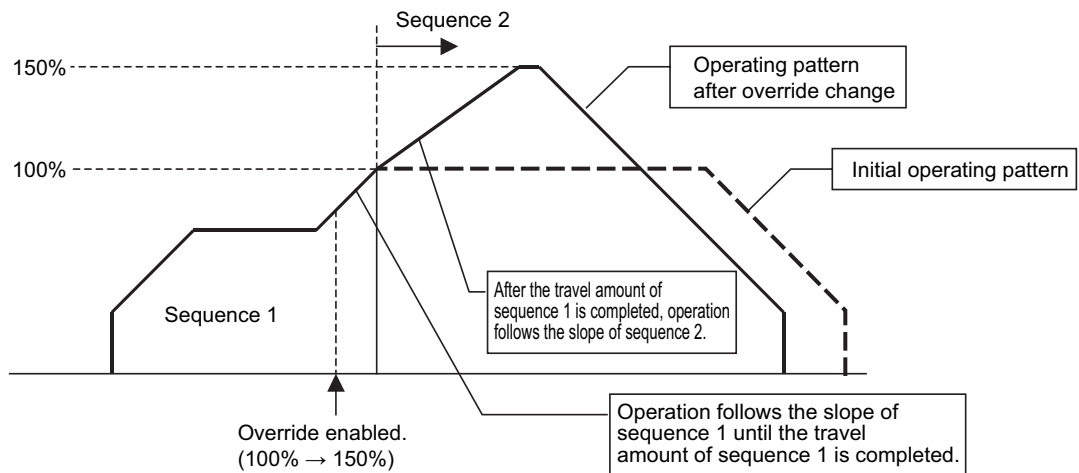 Sequence 2
150%
Operating pattern
after override change
100%
Initial operating pattern
After the travel amount of
sequence 1 is completed, operation
follows the slope of sequence 2.
Sequence 1
Override enabled.
(100% → 150%)
Operation follows the slope of
sequence 1 until the travel
amount of sequence 1 is completed.